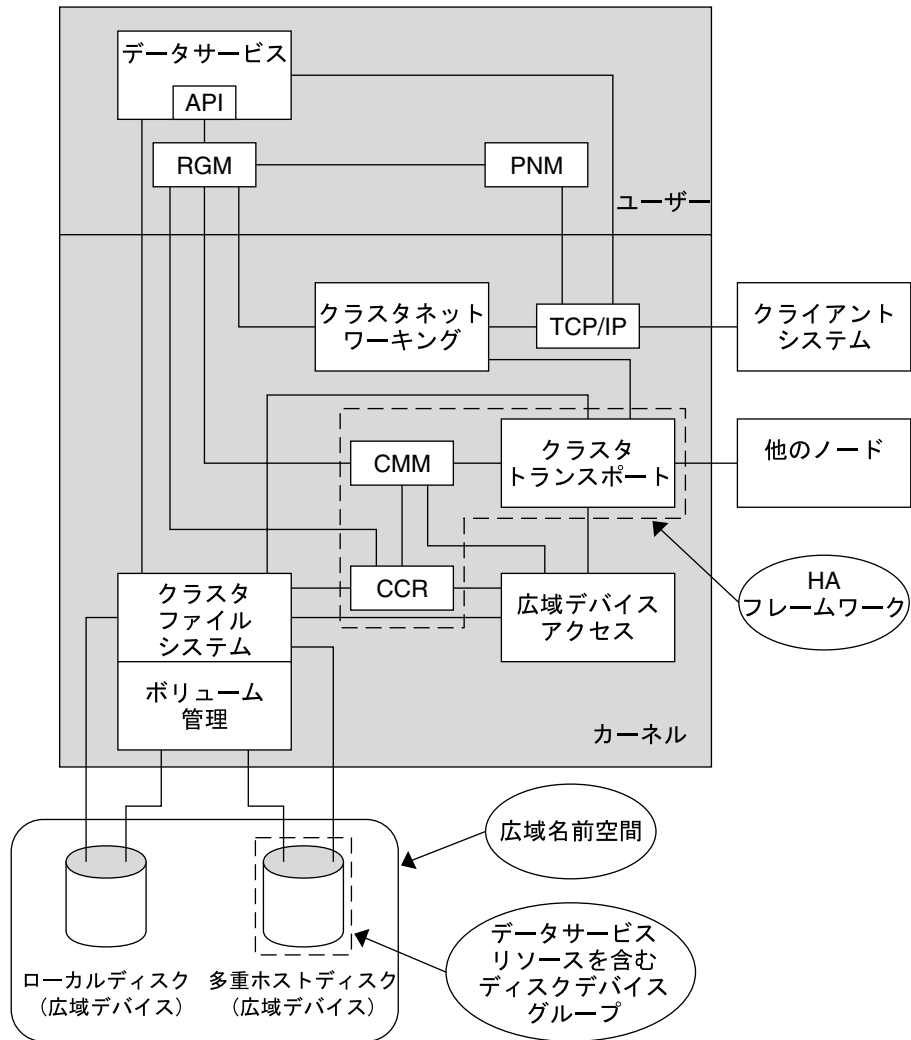 データサービス
API
RGM
PNM
ユーザー
クラスタネット
ワーキング
TCP/IP
クライアント
システム
CMM
クラスタ
トランスポート
他のノード
CCR
クラスタ
ファイル
システム
広域デバイス
アクセス
HA
フレームワーク
ボリューム
管理
カーネル
広域名前空間
ローカルディスク
（広域デバイス）
多重ホストディスク
（広域デバイス）
データサービス
リソースを含む
ディスクデバイス
グループ